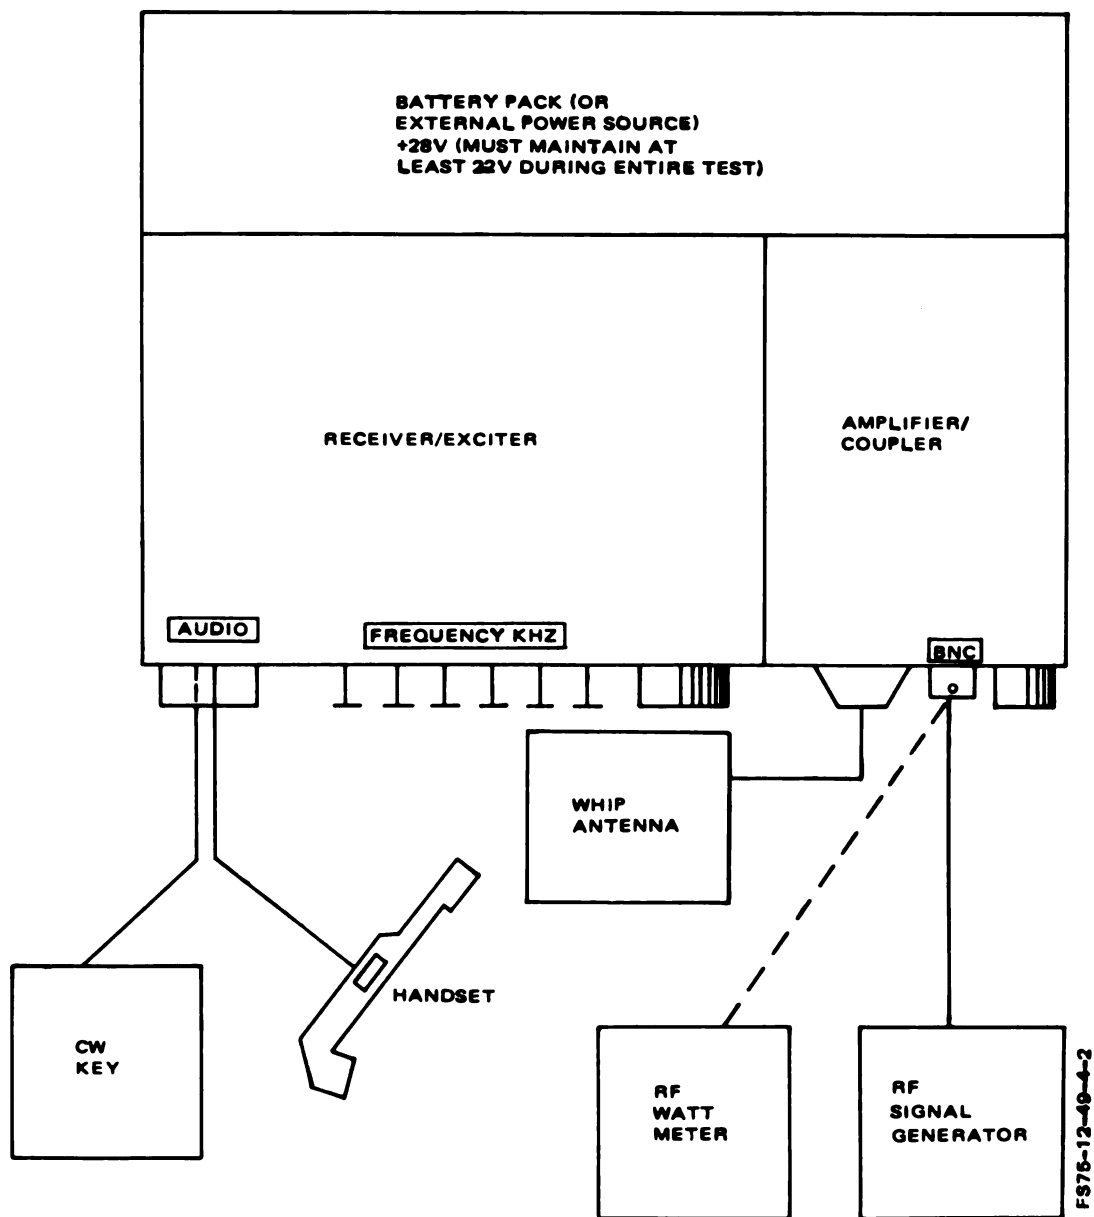 BATTERY PACK (OR
EXTERNAL POWER SOURCE)
+28V (MUST MAINTAIN AT
LEAST 22V DURING ENTIRE TEST)
RECEIVER/EXCITER
AMPLIFIER/
COUPLER
AUDIO
FREQUENCY KHZ
BNC
WHIP
ANTENNA
HANDSET
CW
KEY
RF
WATT
METER
RF
SIGNAL
GENERATOR
FS75-12-49-4-2